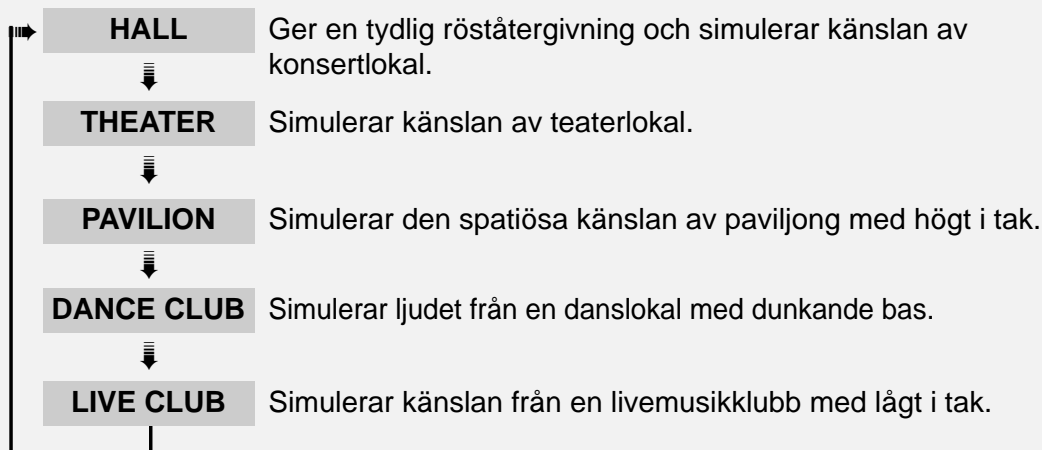 HALL Ger en tydlig röståtergivning och simulerar känslan av
konsertlokal.
THEATER Simulerar känslan av teaterlokal.
PAVILION Simulerar den spatiösa känslan av paviljong med högt i tak.
DANCE CLUB Simulerar ljudet från en danslokal med dunkande bas.
LIVE CLUB Simulerar känslan från en livemusikklubb med lågt i tak.